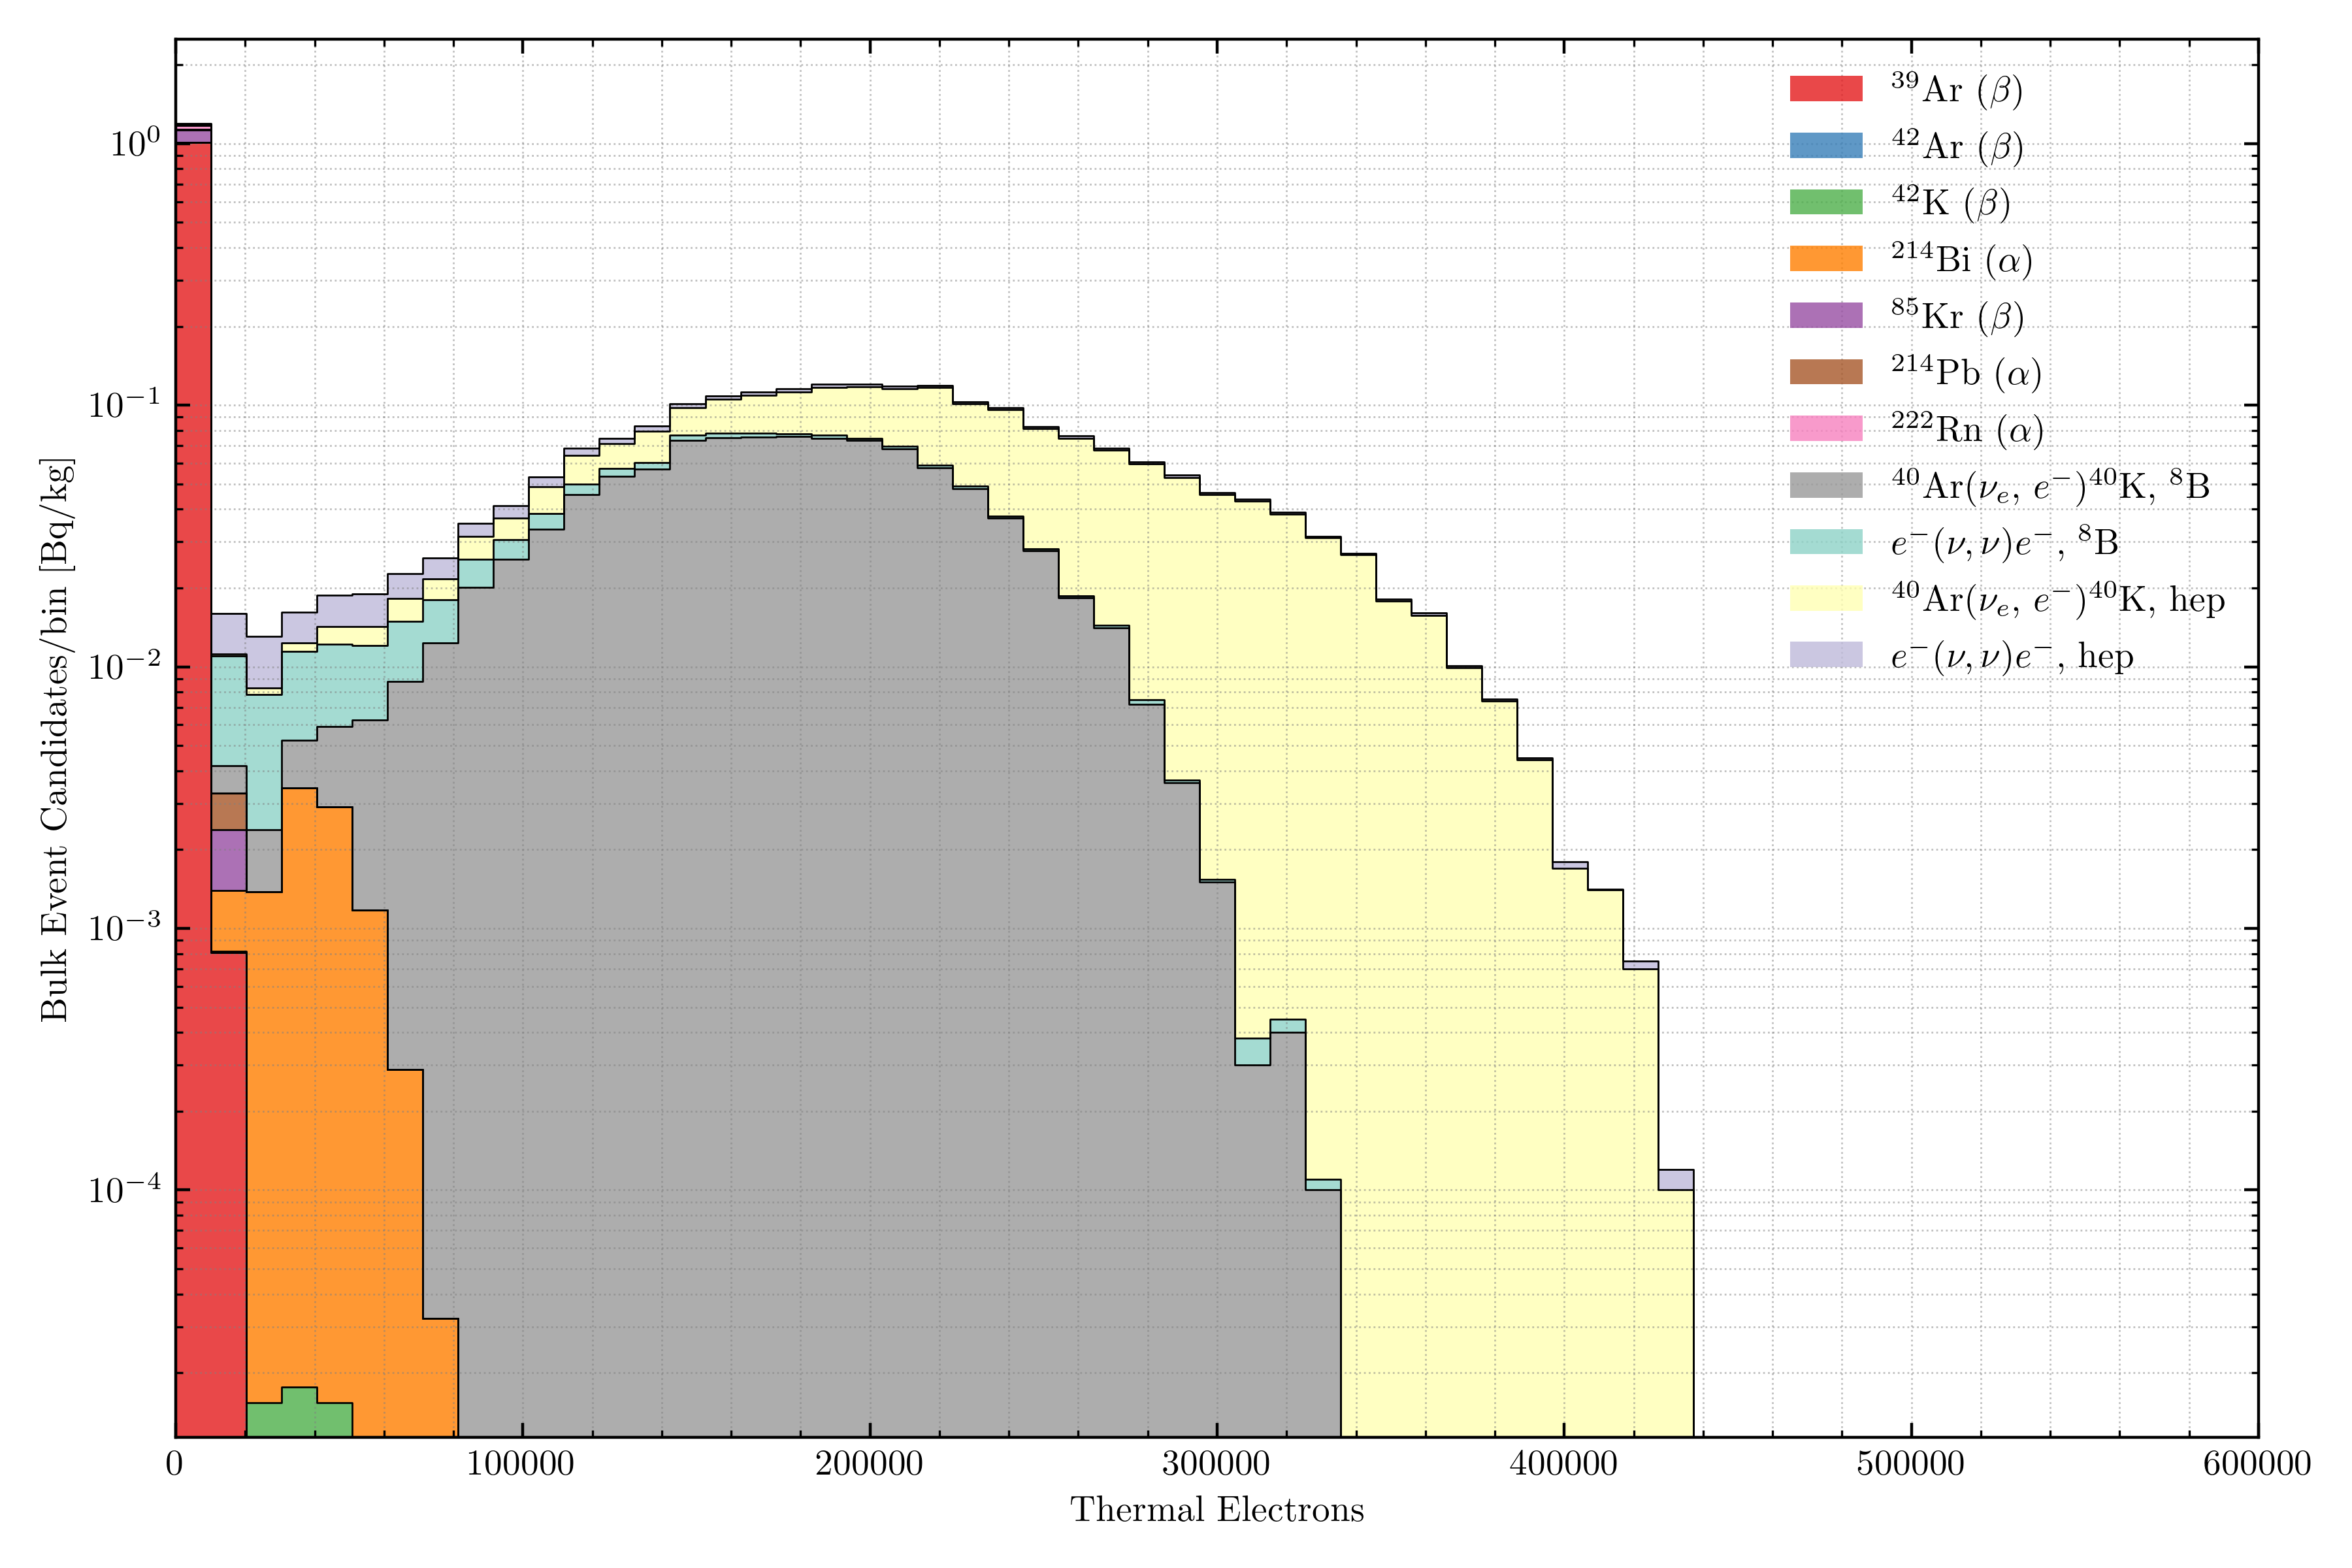 10⁰
10⁻¹
10⁻²
10⁻³
10⁻⁴
Bulk Event Candidates/bin [Bq/kg]
0 100000 200000 300000 400000 500000 600000
Thermal Electrons
³⁹Ar (β)
⁴²Ar (β)
⁴²K (β)
²¹⁴Bi (α)
⁸⁵Kr (β)
²¹⁴Pb (α)
²²²Rn (α)
⁴⁰Ar(νₑ, e⁻)⁴⁰K, ⁸B
e⁻(ν, ν)e⁻, ⁸B
⁴⁰Ar(νₑ, e⁻)⁴⁰K, hep
e⁻(ν, ν)e⁻, hep